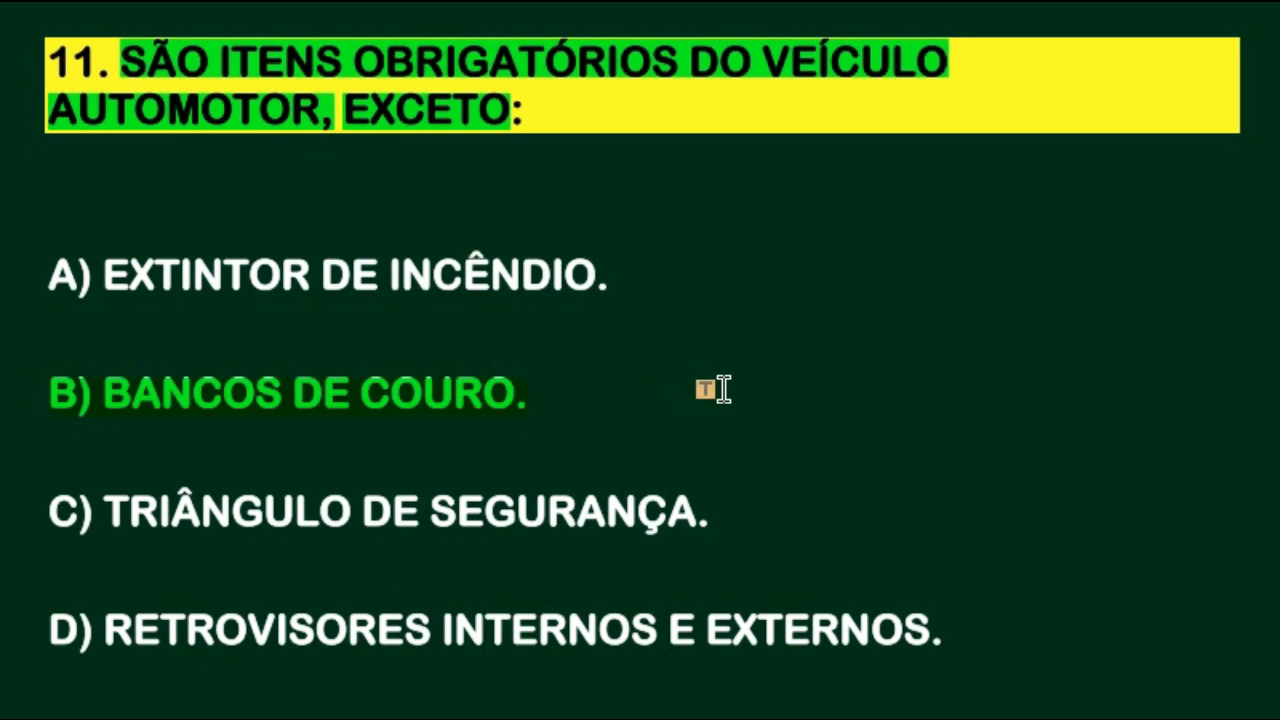 11. SÃO ITENS OBRIGATÓRIOS DO VEÍCULO
AUTOMOTOR, EXCETO:
A) EXTINTOR DE INCÊNDIO.
B) BANCOS DE COURO.
T
C) TRIÂNGULO DE SEGURANÇA.
D) RETROVISORES INTERNOS E EXTERNOS.